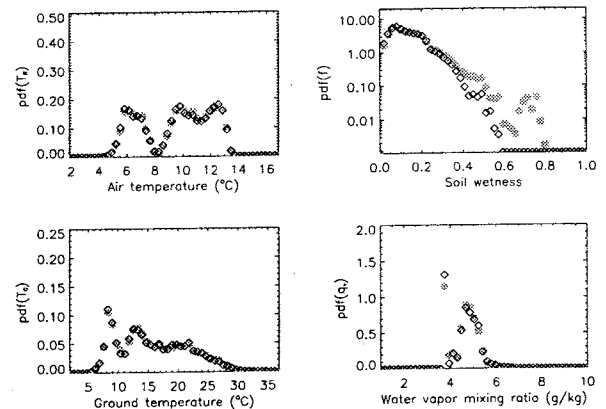 pdf(Tₐ)
0.50
0.40
0.30
0.20
0.10
0.00
2 4 6 8 10 12 14 16
Air temperature (°C)
pdf(f)
10.00
1.00
0.10
0.01
0.0 0.2 0.4 0.6 0.8 1.0
Soil wetness
pdf(T_G)
0.25
0.20
0.15
0.10
0.05
0.00
5 10 15 20 25 30 35
Ground temperature (°C)
pdf(qₐ)
2.0
1.5
1.0
0.5
0.0
2 4 6 8 10
Water vapor mixing ratio (g/kg)